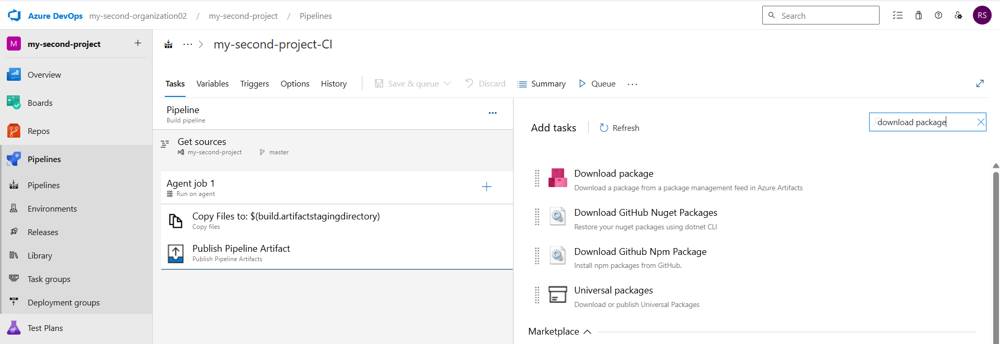 Azure DevOps my-second-organization02 / my-second-project / Pipelines
Search
RS
M my-second-project
Overview
Boards
Repos
Pipelines
Pipelines
Environments
Releases
Library
Task groups
Deployment groups
Test Plans
my-second-project-CI
Tasks Variables Triggers Options History
Save & queue Discard Summary Queue
Pipeline
Build pipeline
Get sources
my-second-project master
Agent job 1
Run on agent
Copy Files to: $(build.artifactstagingdirectory)
Copy files
Publish Pipeline Artifact
Publish Pipeline Artifacts
Add tasks Refresh
download package
Download package
Download a package from a package management feed in Azure Artifacts
Download GitHub Nuget Packages
Restore your nuget packages using dotnet CLI
Download Github Npm Package
Install npm packages from GitHub.
Universal packages
Download or publish Universal Packages
Marketplace